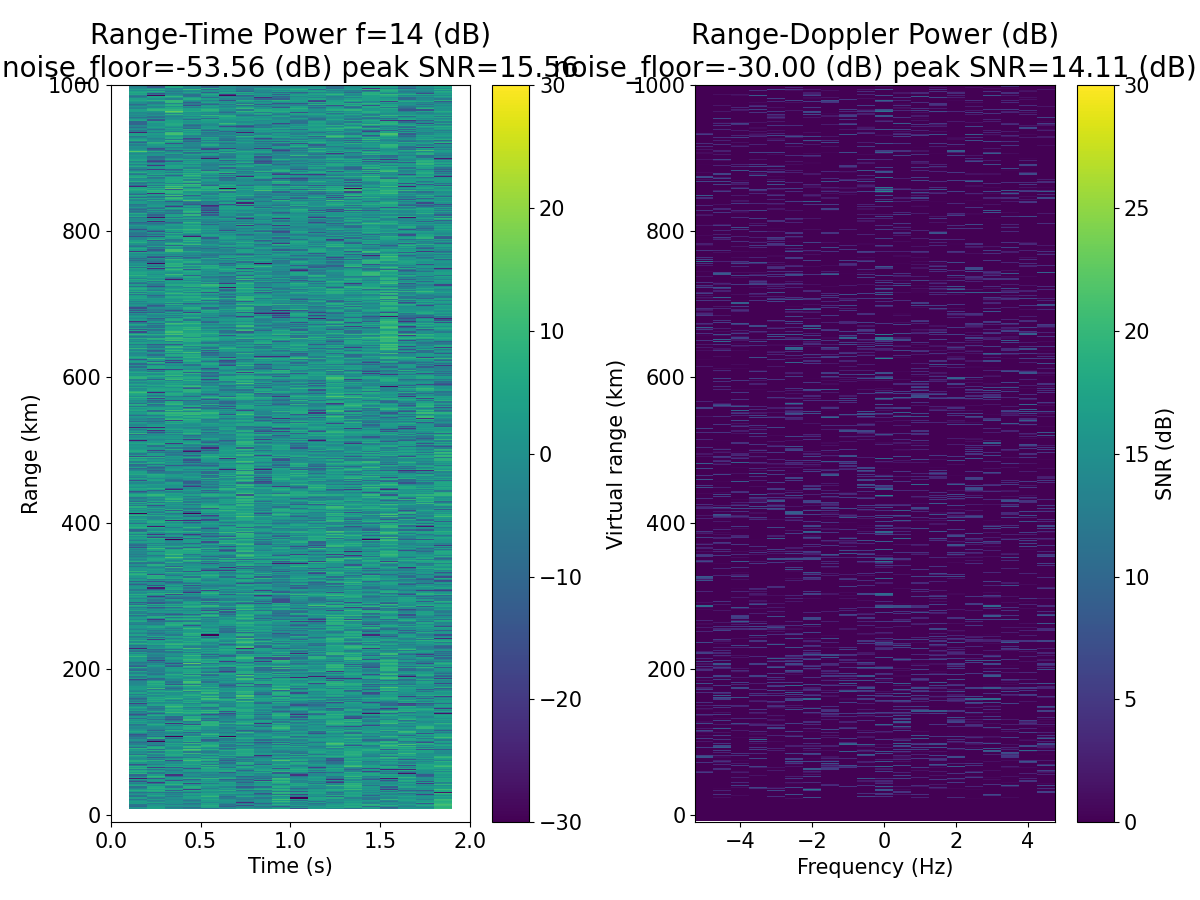 Range-Time Power f=14 (dB)
noise_floor=-53.56 (dB) peak SNR=15.56
Range-Doppler Power (dB)
noise_floor=-30.00 (dB) peak SNR=14.11 (dB)
1000
800
600
400
200
0
Range (km)
0.0 0.5 1.0 1.5 2.0
Time (s)
30
20
10
0
−10
−20
−30
1000
800
600
400
200
0
Virtual range (km)
−4 −2 0 2 4
Frequency (Hz)
30
25
20
15
10
5
0
SNR (dB)